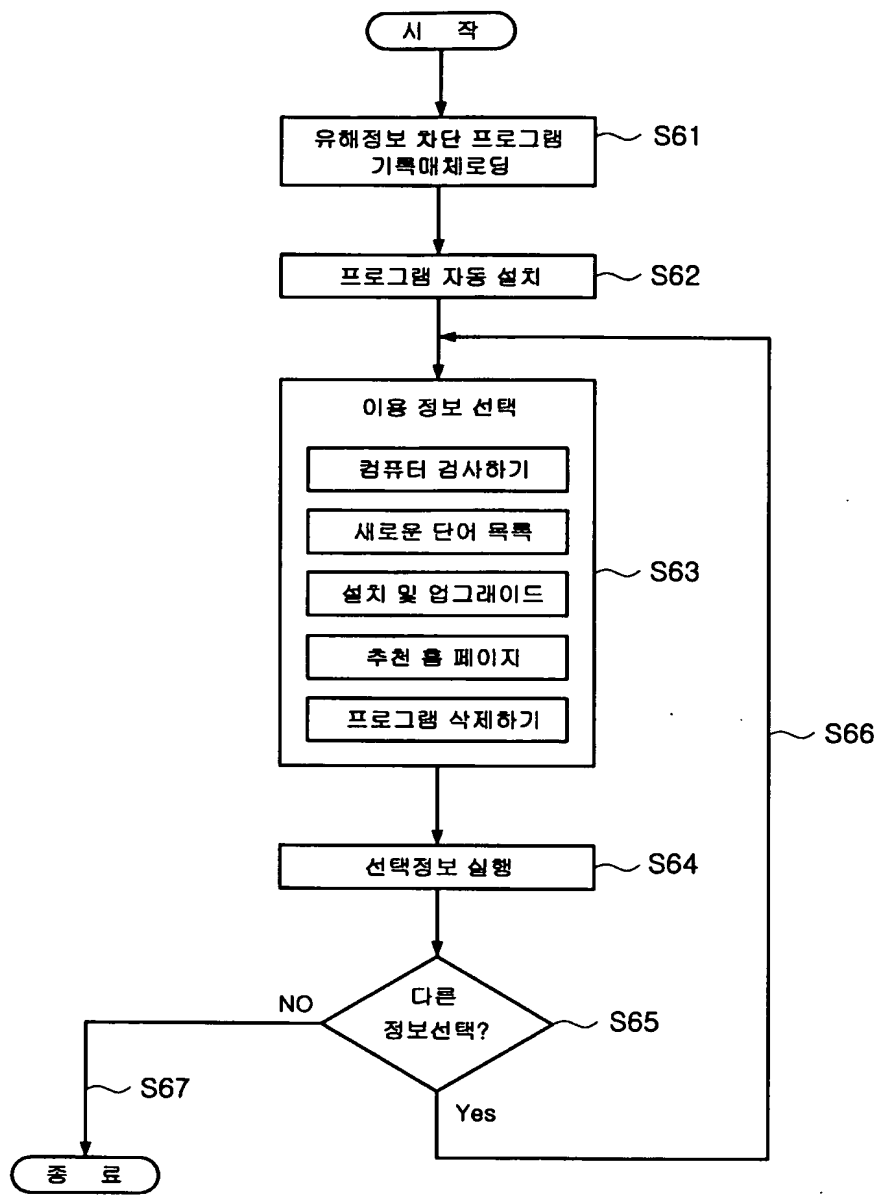 시 작
유해정보 차단 프로그램
기록매체로딩
S61
프로그램 자동 설치
S62
이용 정보 선택
컴퓨터 검사하기
새로운 단어 목록
설치 및 업그래이드
추천 홈 페이지
프로그램 삭제하기
S63
S66
선택정보 실행
S64
다른
정보선택?
S65
NO
S67
Yes
종 료